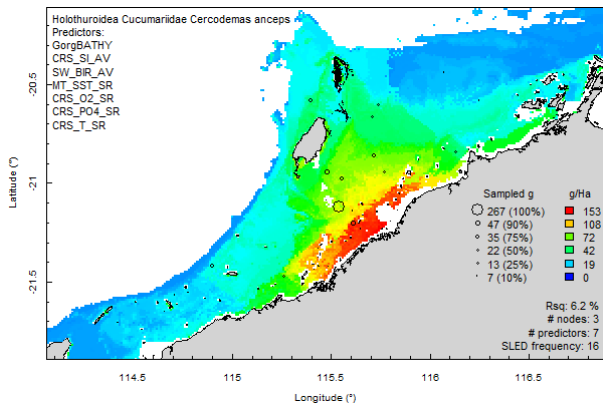 Holothuroidea Cucumariidae Cercodemas anceps
Predictors:
GorgBATHY
CRS_SI_AV
SW_BIR_AV
MT_SST_SR
CRS_O2_SR
CRS_PO4_SR
CRS_T_SR
-20.5
-21
-21.5
Latitude (°)
Sampled g g/Ha
267 (100%) 153
47 (90%) 108
35 (75%) 72
22 (50%) 42
13 (25%) 19
7 (10%) 0
Rsq: 6.2 %
# nodes: 3
# predictors: 7
SLED frequency: 16
114.5 115 115.5 116 116.5
Longitude (°)